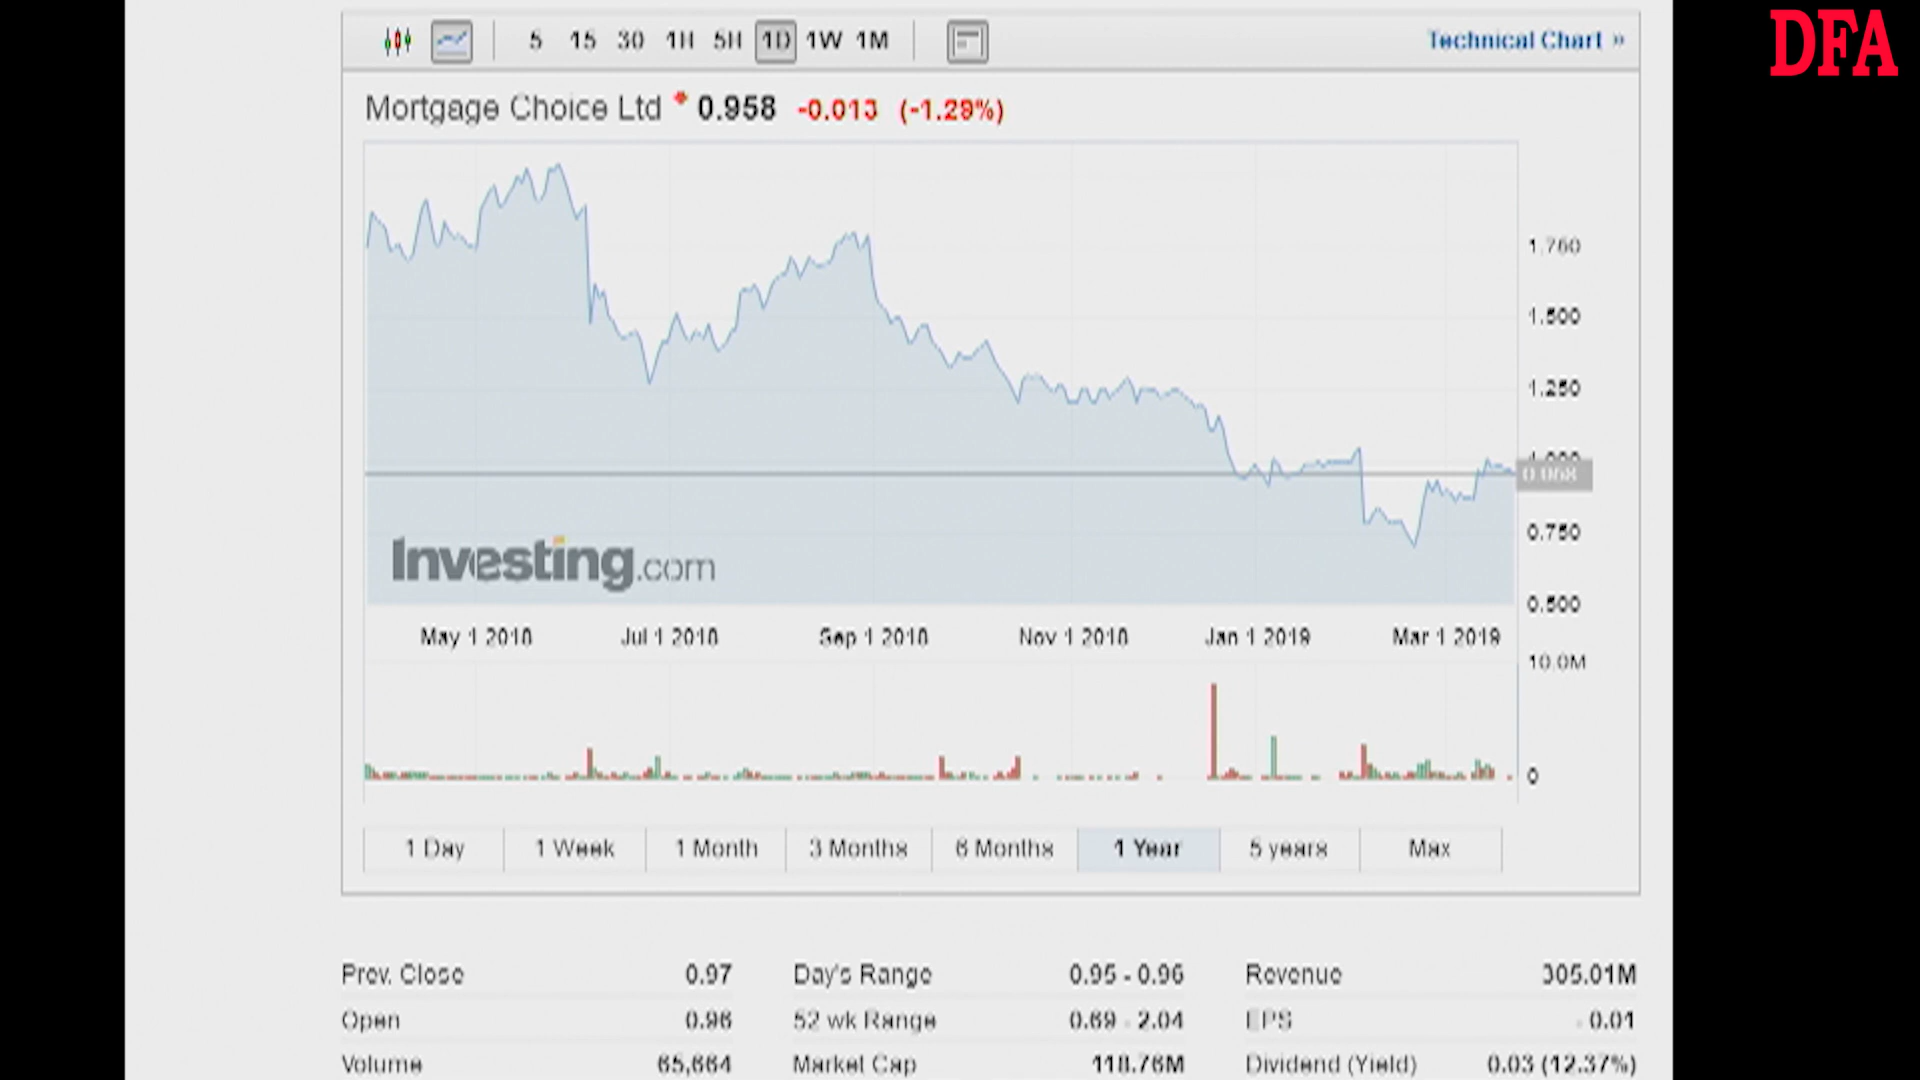 DFA
5 15 30 1H 5H 1D 1W 1M Technical Chart »
Mortgage Choice Ltd 0.958 -0.013 (-1.29%)
1.750
1.500
1.250
1.000
0.750
0.500
Investing.com
May 1 2018 Jul 1 2018 Sep 1 2018 Nov 1 2018 Jan 1 2019 Mar 1 2019
10.0M
0
1 Day 1 Week 1 Month 3 Months 6 Months 1 Year 5 years Max
Prev. Close 0.97 Day's Range 0.95 - 0.96 Revenue 305.01M
Open 0.96 52 wk Range 0.69 - 2.04 EPS - 0.01
Volume 65,664 Market Cap 118.76M Dividend (Yield) 0.03 (12.37%)